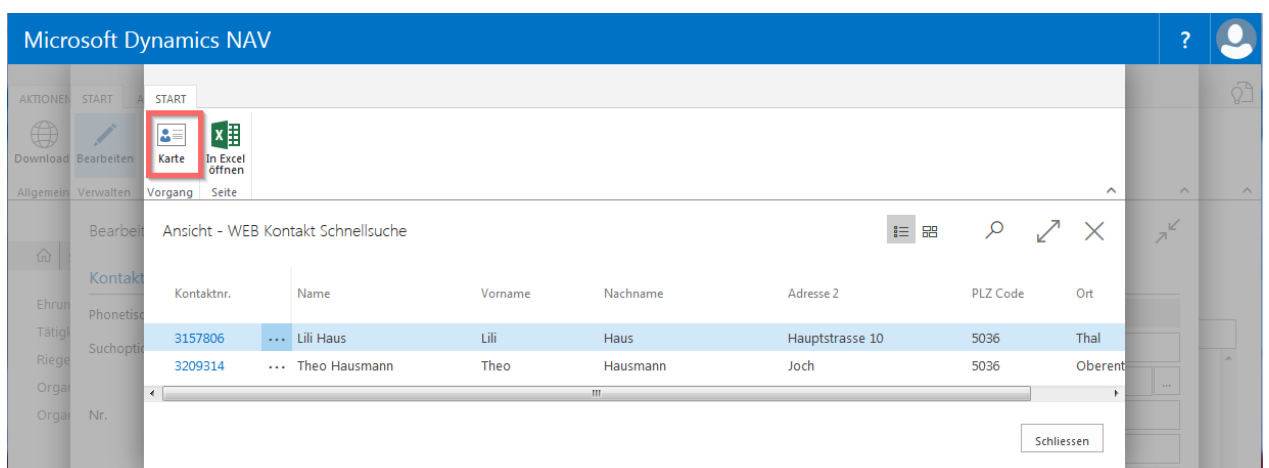 Microsoft Dynamics NAV ?
AKTIONEN START A START
Download Bearbeiten Karte In Excel
öffnen
Allgemein Verwalten Vorgang Seite
Bearbeit Ansicht - WEB Kontakt Schnellsuche
Kontakt
Kontaktnr. Name Vorname Nachname Adresse 2 PLZ Code Ort
Ehrun Phonetisc
Tätigk 3157806 ... Lili Haus Lili Haus Hauptstrasse 10 5036 Thal
Suchoptio
Riege 3209314 ... Theo Hausmann Theo Hausmann Joch 5036 Oberent
Organ ...
Organ Nr.
Schliessen